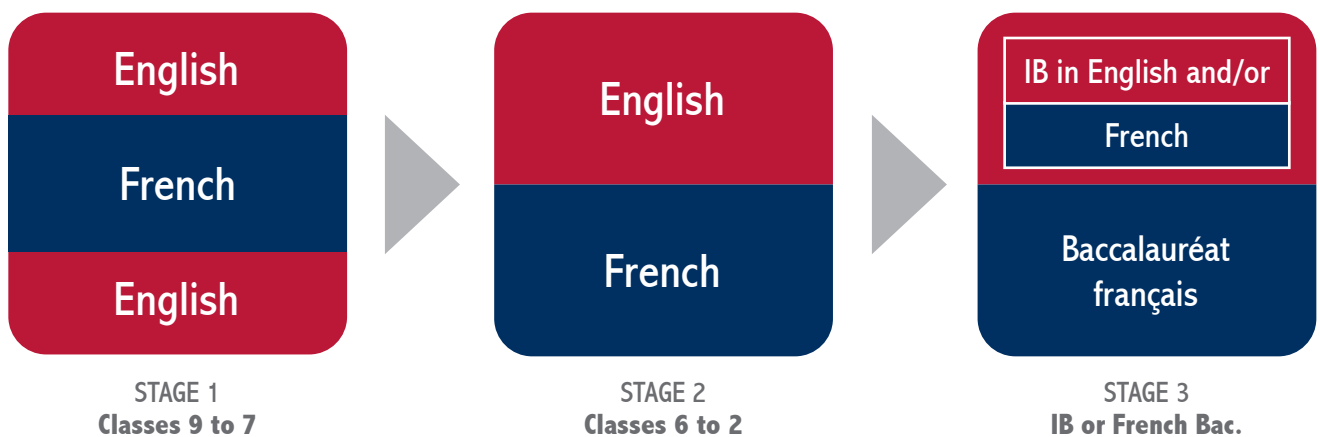 English
French
English
STAGE 1
Classes 9 to 7
English
French
STAGE 2
Classes 6 to 2
IB in English and/or
French
Baccalauréat
français
STAGE 3
IB or French Bac.